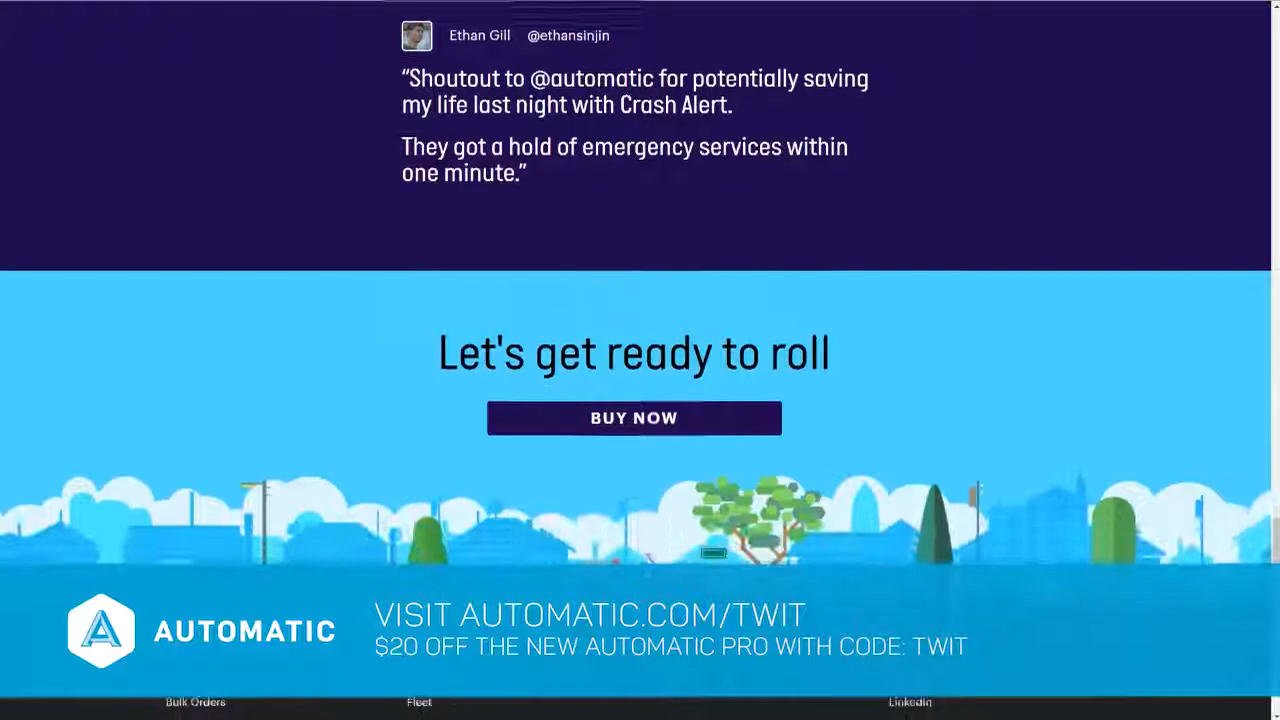 Ethan Gill @ethansinjin
“Shoutout to @automatic for potentially saving
my life last night with Crash Alert.
They got a hold of emergency services within
one minute.”
Let's get ready to roll
BUY NOW
AUTOMATIC
VISIT AUTOMATIC.COM/TWIT
$20 OFF THE NEW AUTOMATIC PRO WITH CODE: TWIT
Bulk Orders Fleet LinkedIn